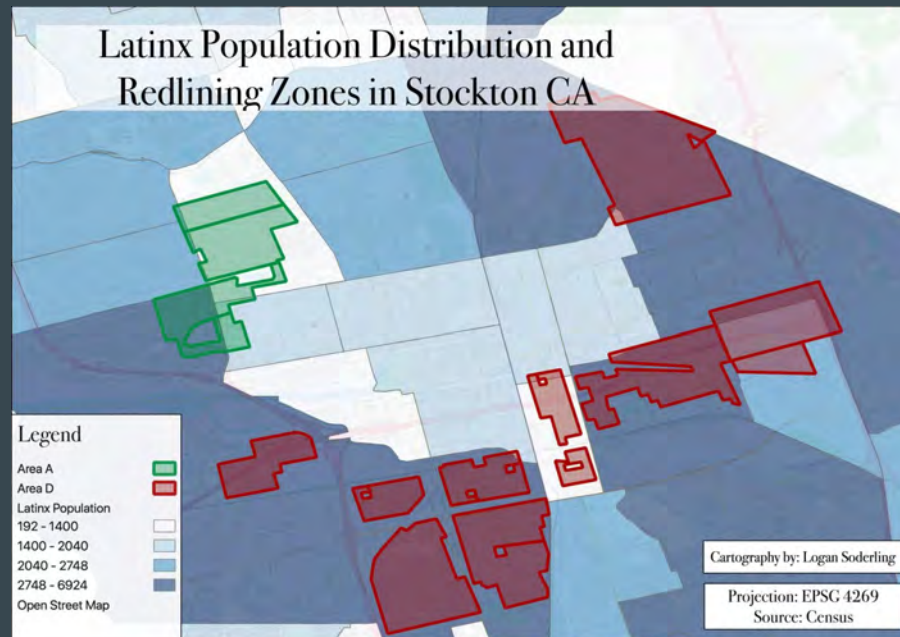 Latinx Population Distribution and
Redlining Zones in Stockton CA
Legend
Area A
Area D
Latinx Population
192 - 1400
1400 - 2040
2040 - 2748
2748 - 6924
Open Street Map
Cartography by: Logan Soderling
Projection: EPSG 4269
Source: Census